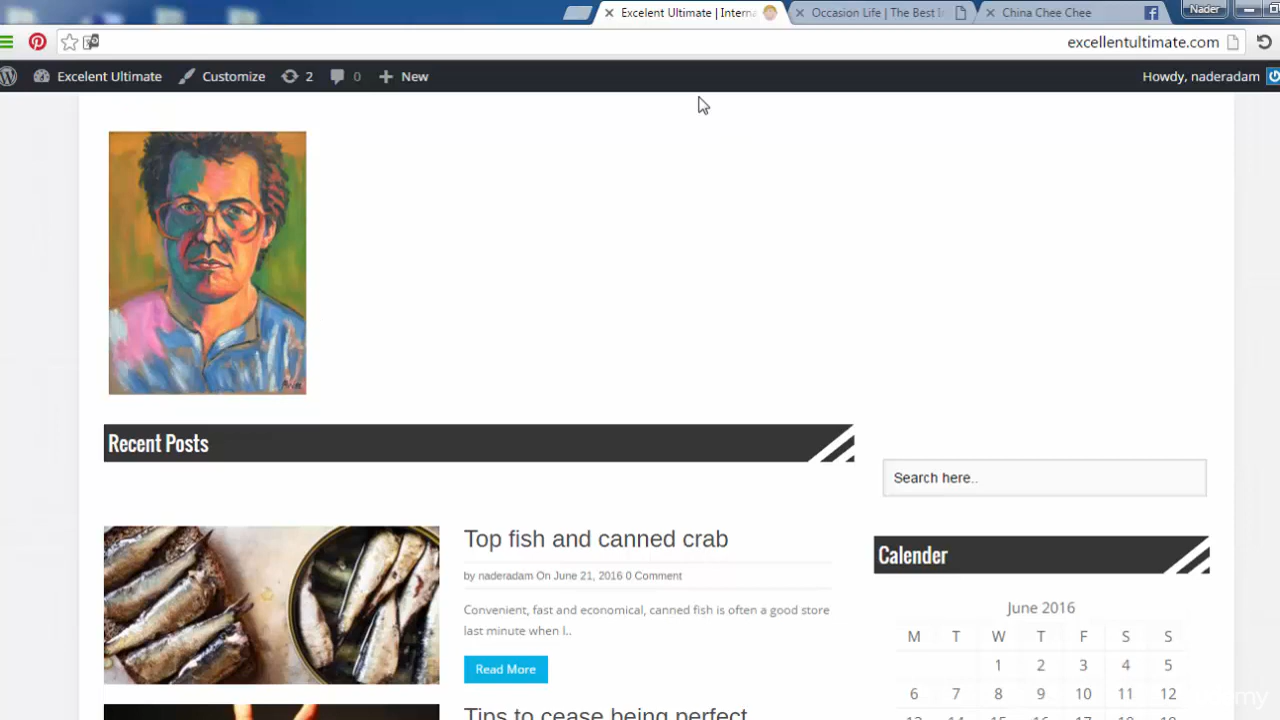 Excelent Ultimate | Interna
Occasion Life | The Best I
China Chee Chee
Nader
excellentultimate.com
Excelent Ultimate
Customize
2
0
New
Howdy, naderadam
Recent Posts
Search here..
Top fish and canned crab
by naderadam On June 21, 2016 0 Comment
Convenient, fast and economical, canned fish is often a good store
last minute when I..
Read More
Tips to cease being perfect
Calender
June 2016
M T W T F S S
1 2 3 4 5
6 7 8 9 10 11 12